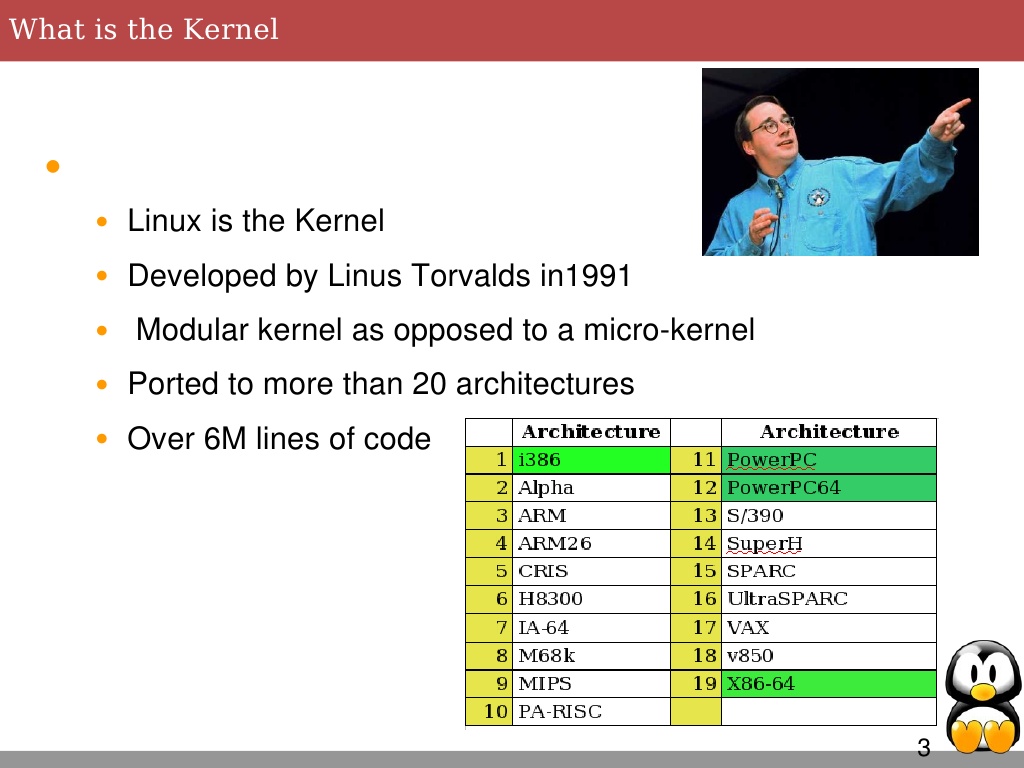 What is the Kernel
Linux is the Kernel
Developed by Linus Torvalds in1991
Modular kernel as opposed to a micro-kernel
Ported to more than 20 architectures
Over 6M lines of code
Architecture Architecture
1 i386 11 PowerPC
2 Alpha 12 PowerPC64
3 ARM 13 S/390
4 ARM26 14 SuperH
5 CRIS 15 SPARC
6 H8300 16 UltraSPARC
7 IA-64 17 VAX
8 M68k 18 v850
9 MIPS 19 X86-64
10 PA-RISC
3